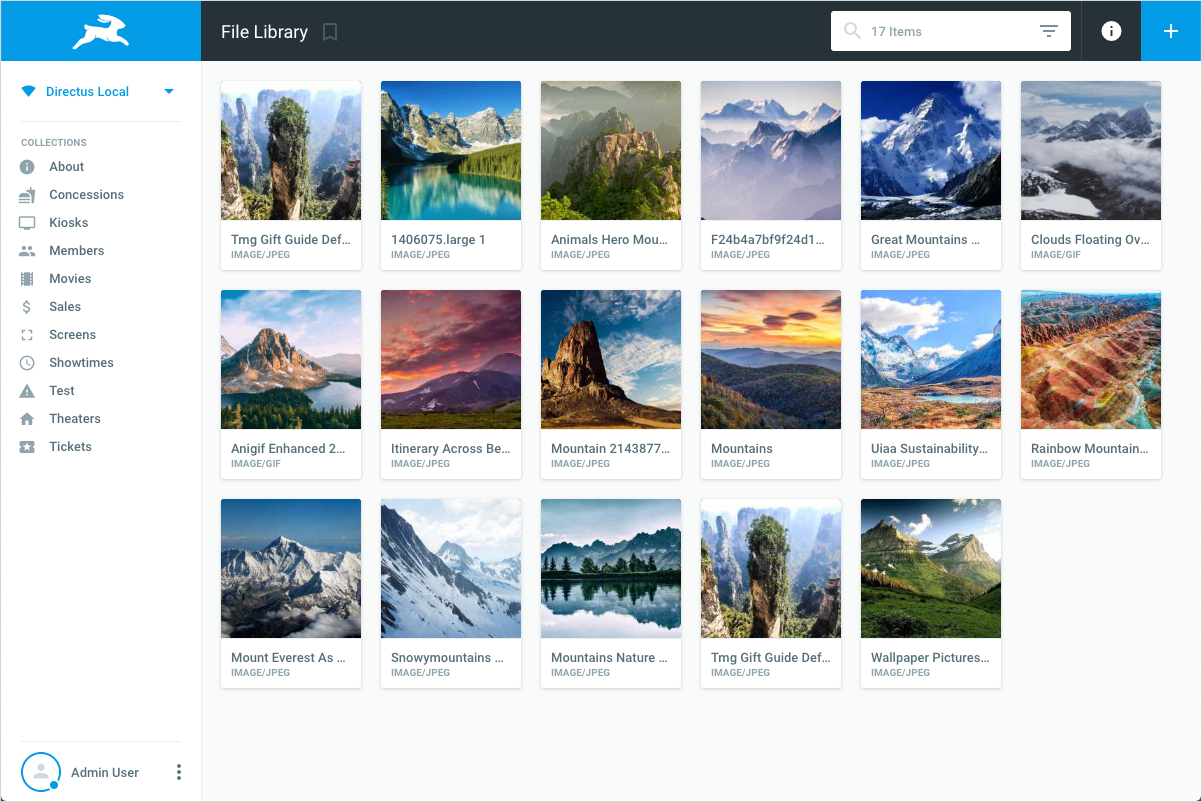 File Library
17 Items
Directus Local
COLLECTIONS
About
Concessions
Kiosks
Members
Movies
Sales
Screens
Showtimes
Test
Theaters
Tickets
Admin User
Tmg Gift Guide Def...
IMAGE/JPEG
1406075.large 1
IMAGE/JPEG
Animals Hero Mou...
IMAGE/JPEG
F24b4a7bf9f24d1...
IMAGE/JPEG
Great Mountains ...
IMAGE/JPEG
Clouds Floating Ov...
IMAGE/GIF
Anigif Enhanced 2...
IMAGE/GIF
Itinerary Across Be...
IMAGE/JPEG
Mountain 2143877...
IMAGE/JPEG
Mountains
IMAGE/JPEG
Uiaa Sustainability...
IMAGE/JPEG
Rainbow Mountain...
IMAGE/JPEG
Mount Everest As ...
IMAGE/JPEG
Snowymountains ...
IMAGE/JPEG
Mountains Nature ...
IMAGE/JPEG
Tmg Gift Guide Def...
IMAGE/JPEG
Wallpaper Pictures...
IMAGE/JPEG